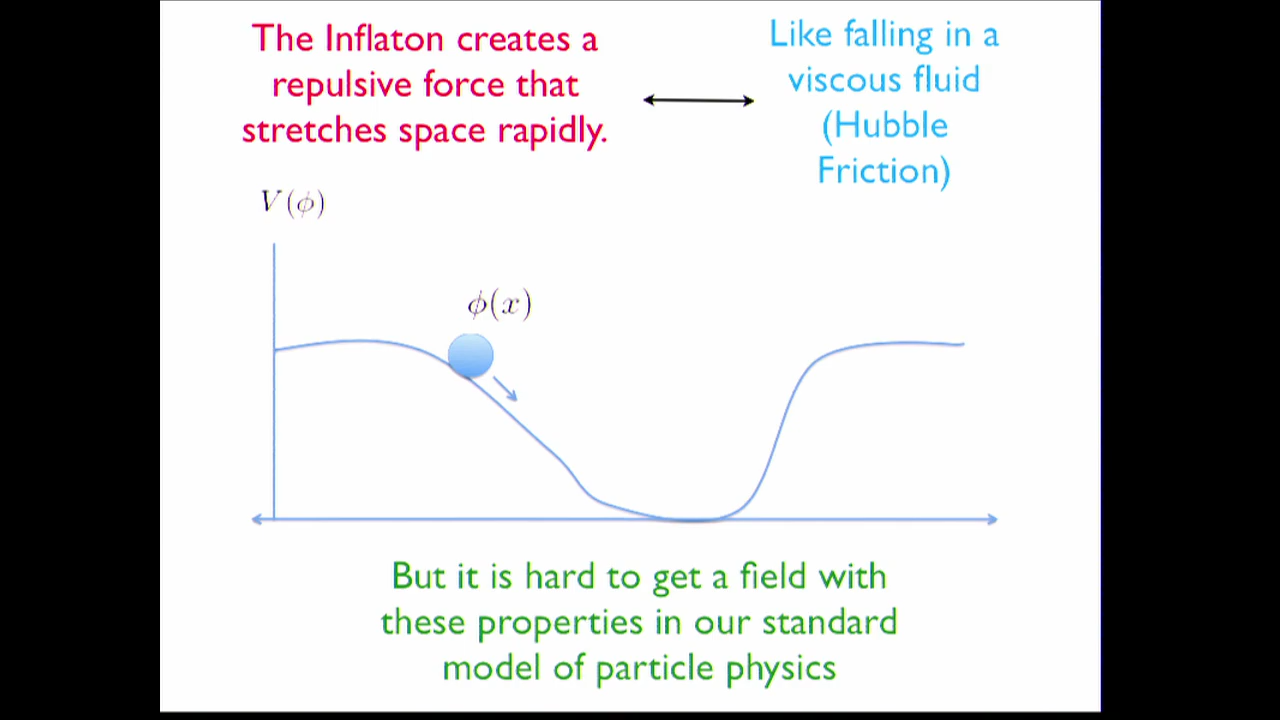 The Inflaton creates a
repulsive force that
stretches space rapidly.
Like falling in a
viscous fluid
(Hubble
Friction)
V(ϕ)
ϕ(x)
But it is hard to get a field with
these properties in our standard
model of particle physics